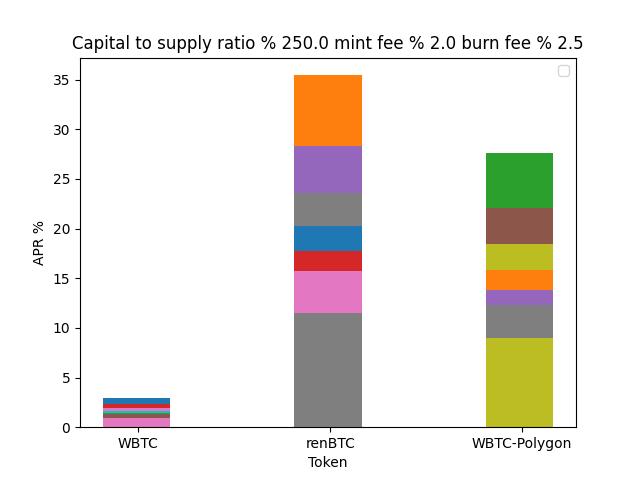 Capital to supply ratio % 250.0 mint fee % 2.0 burn fee % 2.5
35
30
25
20
15
10
5
0
APR %
WBTC
renBTC
WBTC-Polygon
Token